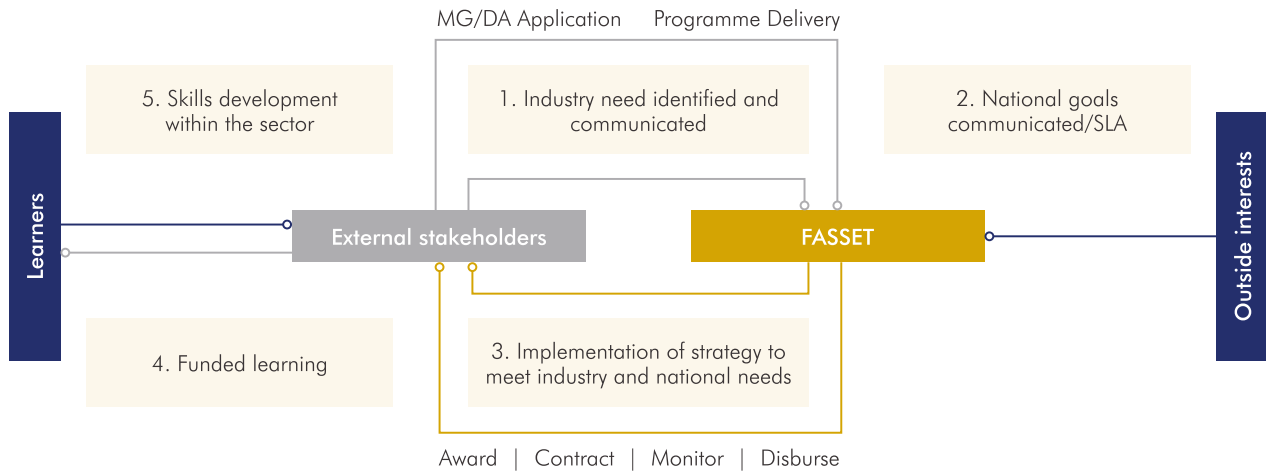 MG/DA Application Programme Delivery
5. Skills development
within the sector
1. Industry need identified and
communicated
2. National goals
communicated/SLA
Learners
External stakeholders
FASSET
Outside interests
4. Funded learning
3. Implementation of strategy to
meet industry and national needs
Award | Contract | Monitor | Disburse